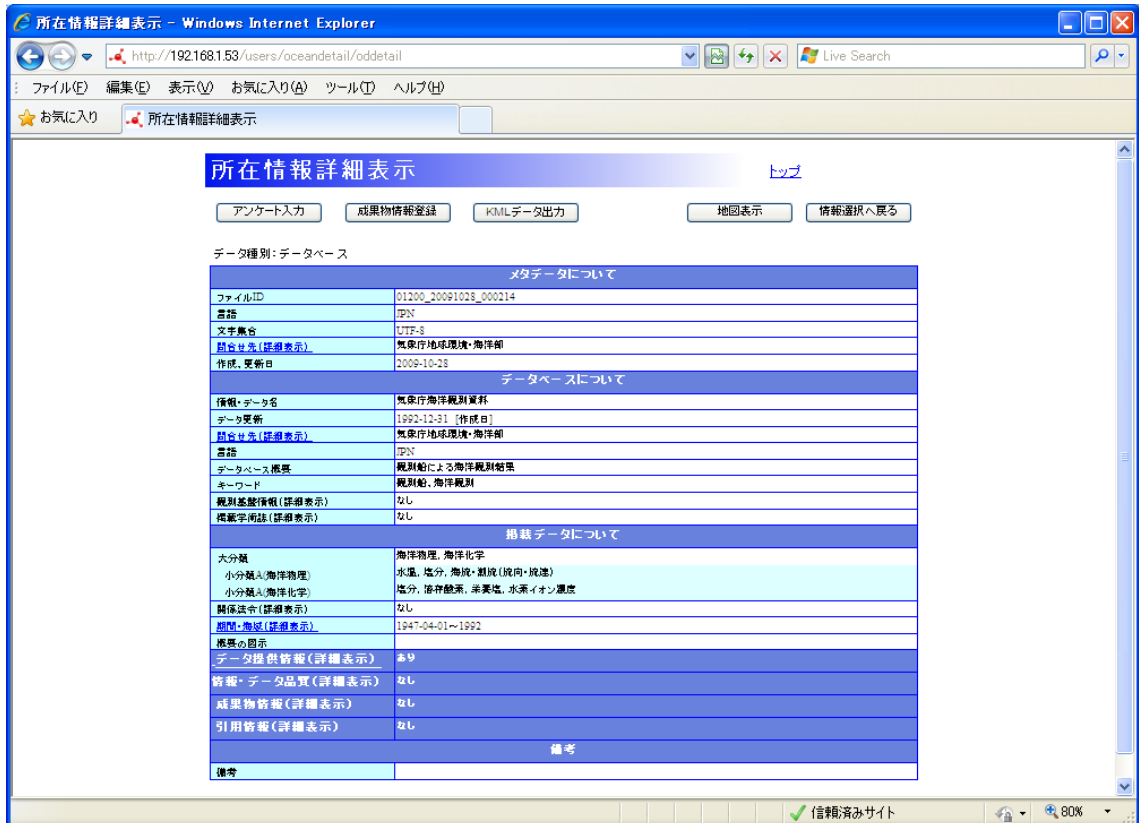 所在情報詳細表示 - Windows Internet Explorer
http://192.168.1.53/users/oceandetail/oddetail
Live Search
ファイル(F) 編集(E) 表示(V) お気に入り(A) ツール(T) ヘルプ(H)
お気に入り 所在情報詳細表示
所在情報詳細表示 トップ
アンケート入力 成果物情報登録 KMLデータ出力 地図表示 情報選択へ戻る
データ種別:データベース
メタデータについて
ファイルID 01200_20091028_000214
言語 JPN
文字集合 UTF-8
問合せ先(詳細表示) 気象庁地球環境・海洋部
作成、更新日 2009-10-28
データベースについて
情報・データ名 気象庁海洋観測資料
データ更新 1992-12-31 [作成日]
問合せ先(詳細表示) 気象庁地球環境・海洋部
言語 JPN
データベース概要 観測船による海洋観測結果
キーワード 観測船、海洋観測
観測基盤情報(詳細表示) なし
掲載学術誌(詳細表示) なし
掲載データについて
大分類 海洋物理, 海洋化学
小分類A(海洋物理) 水温, 塩分, 海流・潮流(流向・流速)
小分類A(海洋化学) 塩分, 溶存酸素, 栄養塩, 水素イオン濃度
関係法令(詳細表示) なし
期間・海域(詳細表示) 1947-04-01～1992
概要の図示
データ提供情報(詳細表示) あり
情報・データ品質(詳細表示) なし
成果物情報(詳細表示) なし
引用情報(詳細表示) なし
備考
備考
信頼済みサイト 80%